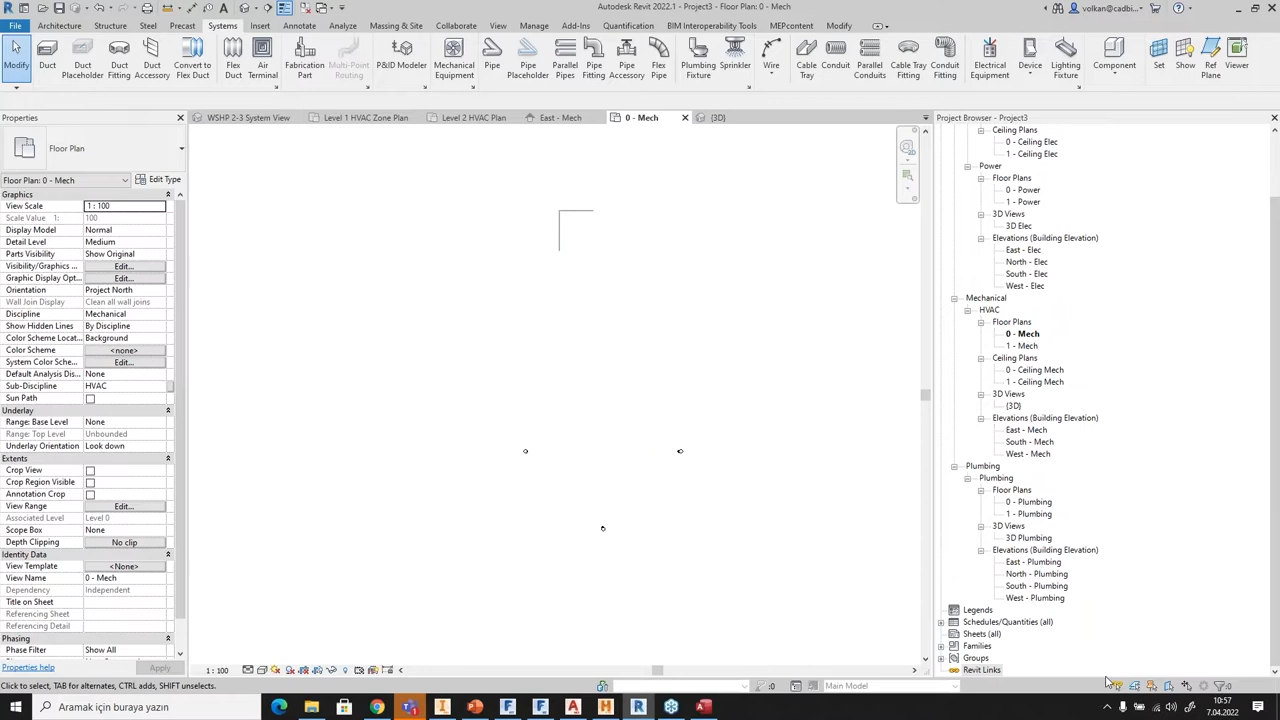 Autodesk Revit 2022.1 - Project3 - Floor Plan: 0 - Mech
volkan@cadbi...
File Architecture Structure Steel Precast Systems Insert Annotate Analyze Massing & Site Collaborate View Manage Add-Ins Quantification BIM Interoperability Tools MEPcontent Modify
Modify
Duct
Duct Placeholder
Duct Fitting
Duct Accessory
Convert to Flex Duct
Flex Duct
Air Terminal
Fabrication Part
Multi-Point Routing
P&ID Modeler
Mechanical Equipment
Pipe
Pipe Placeholder
Parallel Pipes
Pipe Fitting
Pipe Accessory
Flex Pipe
Plumbing Fixture
Sprinkler
Wire
Cable Tray
Conduit
Parallel Conduits
Cable Tray Fitting
Conduit Fitting
Electrical Equipment
Device
Lighting Fixture
Component
Set
Show
Ref Plane
Viewer
Properties
Floor Plan
Floor Plan: 0 - Mech
Edit Type
Graphics
View Scale 1 : 100
Scale Value 1: 100
Display Model Normal
Detail Level Medium
Parts Visibility Show Original
Visibility/Graphics ... Edit...
Graphic Display Opt... Edit...
Orientation Project North
Wall Join Display Clean all wall joins
Discipline Mechanical
Show Hidden Lines By Discipline
Color Scheme Locat... Background
Color Scheme <none>
System Color Sche... Edit...
Default Analysis Dis... None
Sub-Discipline HVAC
Sun Path
Underlay
Range: Base Level None
Range: Top Level Unbounded
Underlay Orientation Look down
Extents
Crop View
Crop Region Visible
Annotation Crop
View Range Edit...
Associated Level Level 0
Scope Box None
Depth Clipping No clip
Identity Data
View Template <None>
View Name 0 - Mech
Dependency Independent
Title on Sheet
Referencing Sheet
Referencing Detail
Phasing
Phase Filter Show All
Properties help Apply
WSHP 2-3 System View
Level 1 HVAC Zone Plan
Level 2 HVAC Plan
East - Mech
0 - Mech
{3D}
1 : 100
Project Browser - Project3
Ceiling Plans
0 - Ceiling Elec
1 - Ceiling Elec
Power
Floor Plans
0 - Power
1 - Power
3D Views
3D Elec
Elevations (Building Elevation)
East - Elec
North - Elec
South - Elec
West - Elec
Mechanical
HVAC
Floor Plans
0 - Mech
1 - Mech
Ceiling Plans
0 - Ceiling Mech
1 - Ceiling Mech
3D Views
{3D}
Elevations (Building Elevation)
East - Mech
South - Mech
West - Mech
Plumbing
Plumbing
Floor Plans
0 - Plumbing
1 - Plumbing
3D Views
3D Plumbing
Elevations (Building Elevation)
East - Plumbing
North - Plumbing
South - Plumbing
West - Plumbing
Legends
Schedules/Quantities (all)
Sheets (all)
Families
Groups
Revit Links
Click to select, TAB for alternates, CTRL adds, SHIFT unselects.
:0
Main Model
:0
Aramak için buraya yazın
10:57
7.04.2022